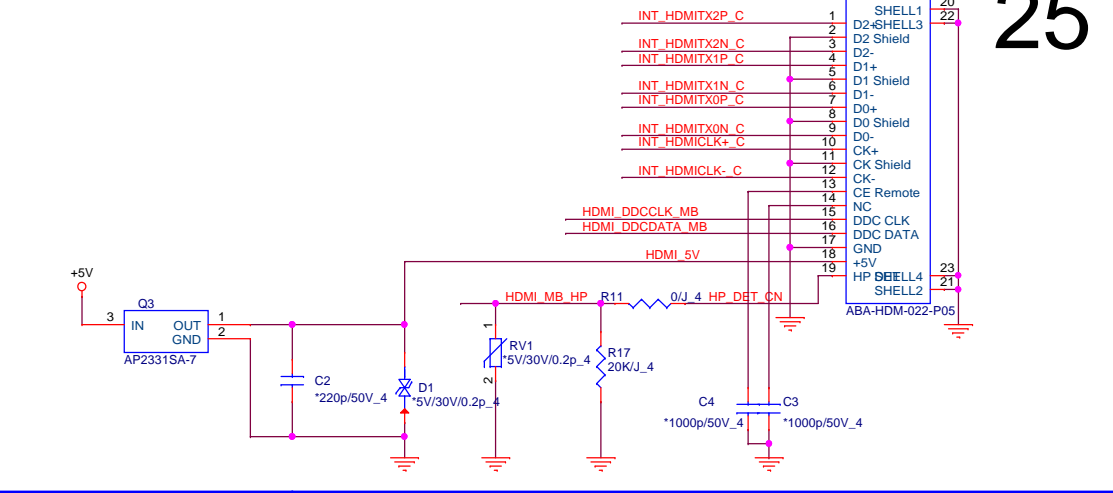 20
SHELL1
25
INT_HDMITX2P_C
1
D2+
SHELL3
22
2
D2 Shield
INT_HDMITX2N_C
3
D2-
INT_HDMITX1P_C
4
D1+
5
D1 Shield
INT_HDMITX1N_C
6
D1-
INT_HDMITX0P_C
7
D0+
8
D0 Shield
INT_HDMITX0N_C
9
D0-
INT_HDMICLK+_C
10
CK+
11
CK Shield
INT_HDMICLK-_C
12
CK-
13
CE Remote
14
NC
HDMI_DDCCLK_MB
15
DDC CLK
HDMI_DDCDATA_MB
16
DDC DATA
17
GND
HDMI_5V
18
+5V
19
HP DET
SHELL4
23
SHELL2
21
ABA-HDM-022-P05
+5V
Q3
3
IN
OUT
1
GND
2
AP2331SA-7
HDMI_MB_HP
R11
0/J_4
HP_DET_CN
1
RV1
*5V/30V/0.2p_4
2
R17
20K/J_4
C2
*220p/50V_4
D1
*5V/30V/0.2p_4
C4
*1000p/50V_4
C3
*1000p/50V_4